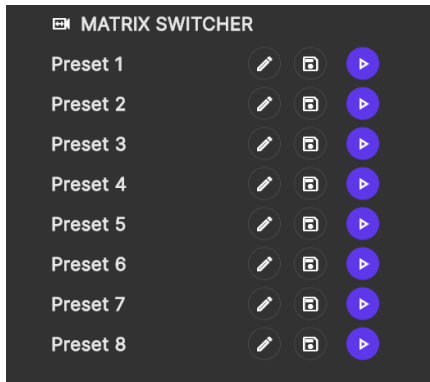 MATRIX SWITCHER
Preset 1
Preset 2
Preset 3
Preset 4
Preset 5
Preset 6
Preset 7
Preset 8